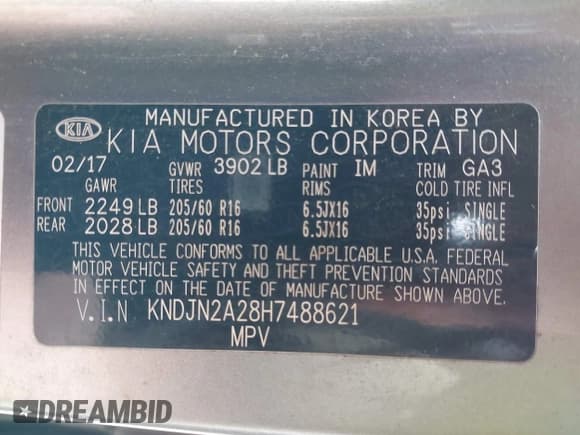 MANUFACTURED IN KOREA BY
KIA KIA MOTORS CORPORATION
02/17 GVWR 3902 LB PAINT IM TRIM GA3
GAWR TIRES RIMS COLD TIRE INFL
FRONT 2249 LB 205/60 R16 6.5JX16 35psi SINGLE
REAR 2028 LB 205/60 R16 6.5JX16 35psi SINGLE
THIS VEHICLE CONFORMS TO ALL APPLICABLE U.S.A. FEDERAL
MOTOR VEHICLE SAFETY AND THEFT PREVENTION STANDARDS
IN EFFECT ON THE DATE OF MANUFACTURE SHOWN ABOVE.
V.I.N KNDJN2A28H7488621
MPV
DREAMBID